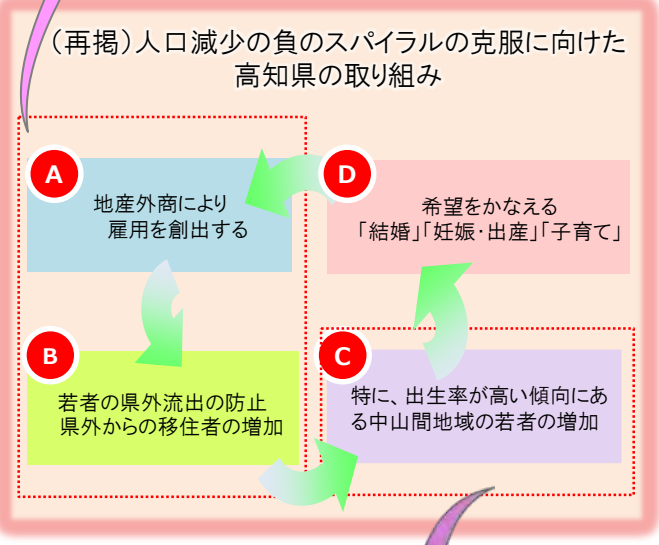 (再掲)人口減少の負のスパイラルの克服に向けた
高知県の取り組み
A
地産外商により
雇用を創出する
D
希望をかなえる
「結婚」「妊娠・出産」「子育て」
B
若者の県外流出の防止
県外からの移住者の増加
C
特に、出生率が高い傾向にあ
る中山間地域の若者の増加